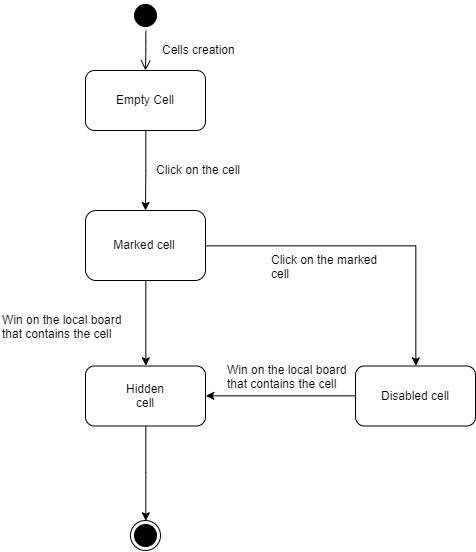 Cells creation
Empty Cell
Click on the cell
Marked cell
Click on the marked
cell
Win on the local board
that contains the cell
Win on the local board
that contains the cell
Hidden
cell
Disabled cell